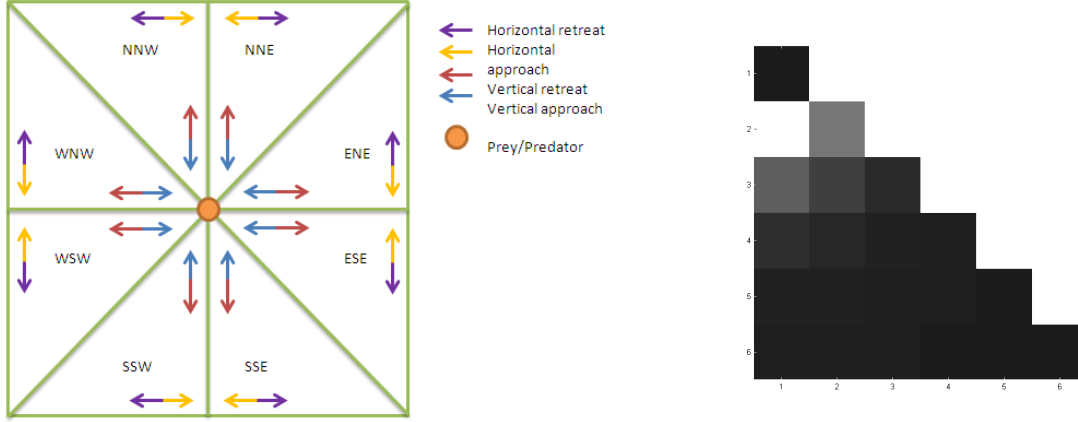 NNW
NNE
WNW
ENE
WSW
ESE
SSW
SSE
Horizontal retreat
Horizontal
approach
Vertical retreat
Vertical approach
Prey/Predator
1
2
3
4
5
6
1 2 3 4 5 6